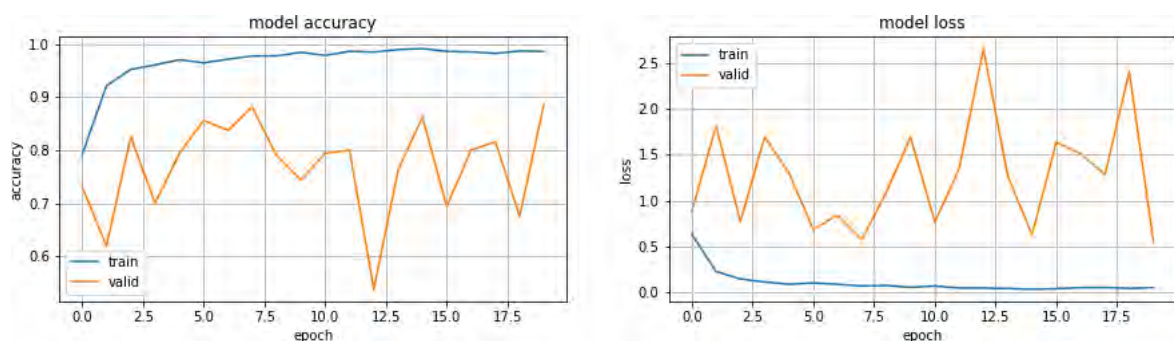 model accuracy
1.0
0.9
0.8
0.7
0.6
accuracy
train
valid
0.0 2.5 5.0 7.5 10.0 12.5 15.0 17.5
epoch
model loss
2.5
2.0
1.5
1.0
0.5
0.0
loss
train
valid
0.0 2.5 5.0 7.5 10.0 12.5 15.0 17.5
epoch